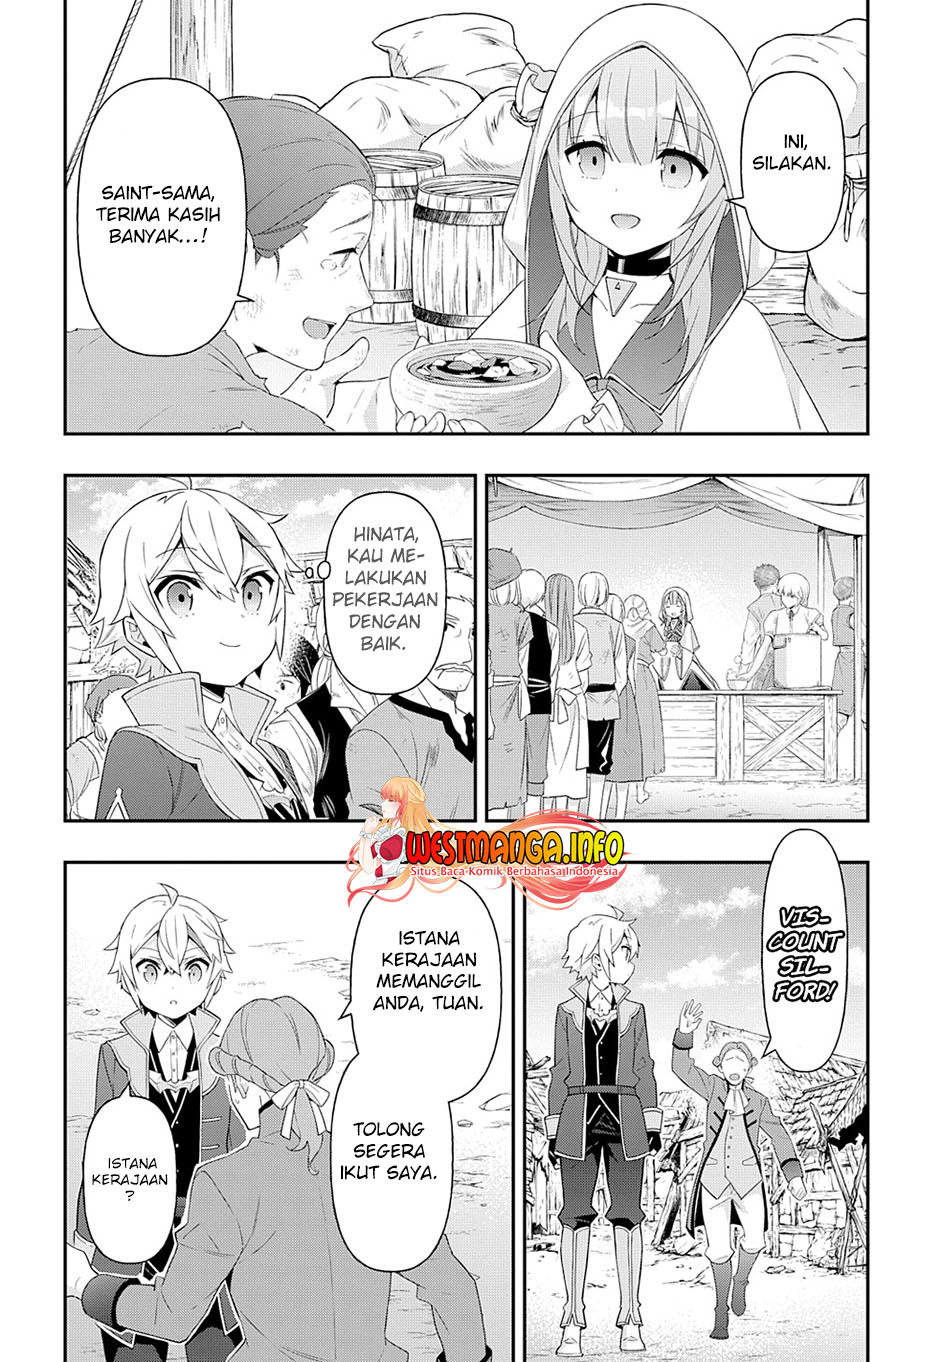 INI,
SILAKAN.
SAINT-SAMA,
TERIMA KASIH
BANYAK...!
HINATA,
KAU ME-
LAKUKAN
PEKERJAAN
DENGAN
BAIK.
WESTMANGA.INFO
Situs Baca Komik Berbahasa Indonesia
VIS-
COUNT
SIL-
FORD!
ISTANA
KERAJAAN
MEMANGGIL
ANDA, TUAN.
TOLONG
SEGERA
IKUT SAYA.
ISTANA
KERAJAAN
?